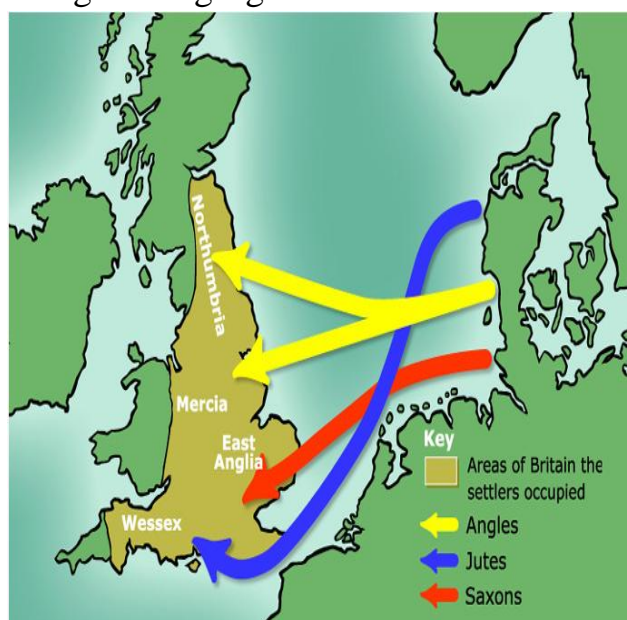 Northumbria
Mercia
East
Anglia
Wessex
Key
Areas of Britain the
settlers occupied
Angles
Jutes
Saxons